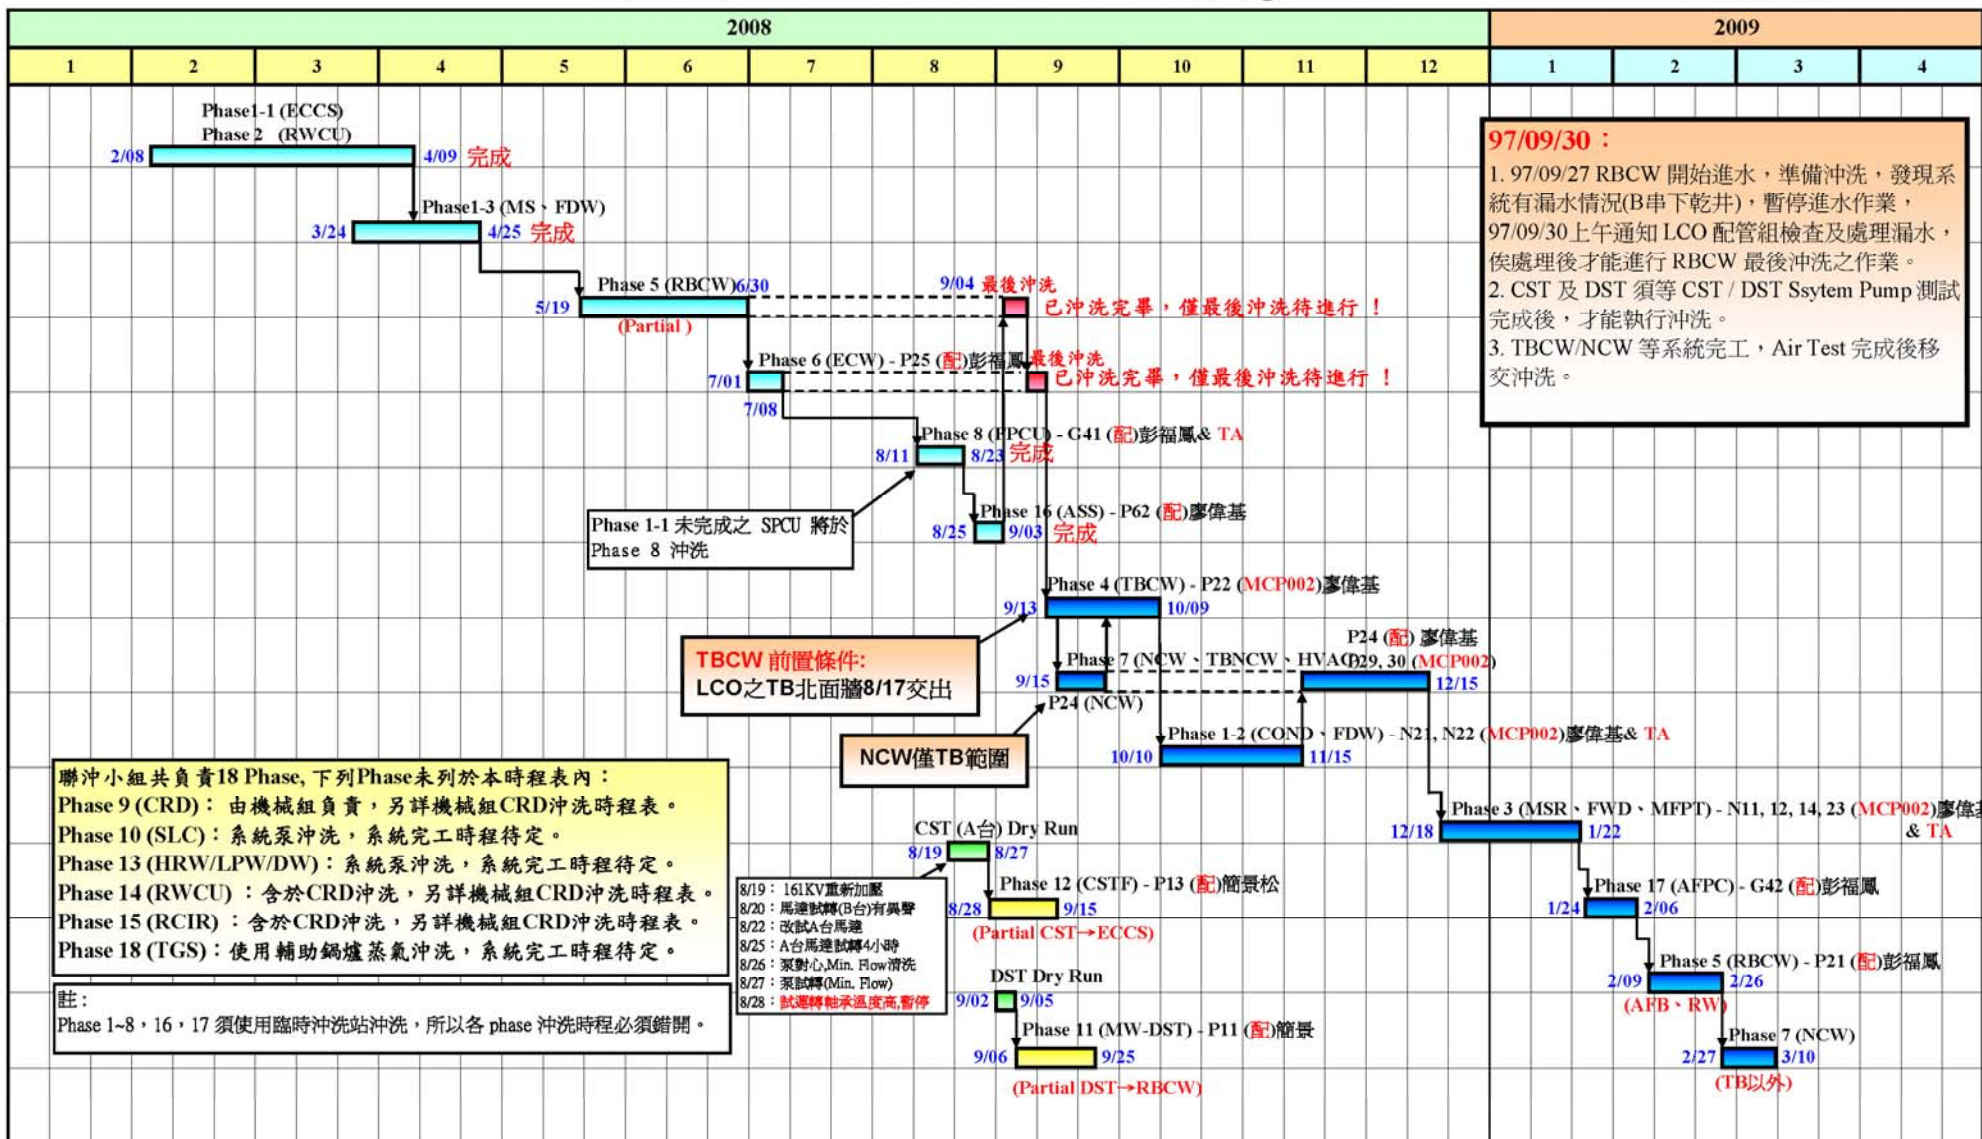 2008
2009
1 2 3 4 5 6 7 8 9 10 11 12 1 2 3 4
Phase1-1 (ECCS)
Phase 2 (RWCU)
2/08 4/09 完成
Phase1-3 (MS、FDW)
3/24 4/25 完成
Phase 5 (RBCW) 6/30
5/19
(Partial )
9/04 最後沖洗
已沖洗完畢，僅最後沖洗待進行！
Phase 6 (ECW) - P25 (配)彭福鳳
最後沖洗
7/01
已沖洗完畢，僅最後沖洗待進行！
7/08
Phase 8 (FPCU) - G41 (配)彭福鳳& TA
8/11 8/23 完成
Phase 1-1 未完成之 SPCU 將於
Phase 8 沖洗
Phase 16 (ASS) - P62 (配)廖偉基
8/25 9/03 完成
Phase 4 (TBCW) - P22 (MCP002)廖偉基
9/13 10/09
TBCW 前置條件:
LCO之TB北面牆8/17交出
P24 (配) 廖偉基
Phase 7 (NCW、TBNCW、HVAC)
P29, 30 (MCP002)
9/15 12/15
P24 (NCW)
NCW僅TB範圍
Phase 1-2 (COND、FDW) - N21, N22 (MCP002)廖偉基& TA
10/10 11/15
Phase 3 (MSR、FWD、MFPT) - N11, 12, 14, 23 (MCP002)廖偉基
& TA
12/18 1/22
CST (A台) Dry Run
8/19 8/27
8/19： 161KV重新加壓
8/20：馬達試轉(B台)有異聲
8/22：改試A台馬達
8/25：A台馬達試轉4小時
8/26：泵對心,Min. Flow清洗
8/27：泵試轉(Min. Flow)
8/28：試運轉軸承溫度高,暫停
Phase 12 (CSTF) - P13 (配)簡景松
8/28 9/15
(Partial CST→ECCS)
Phase 17 (AFPC) - G42 (配)彭福鳳
1/24 2/06
DST Dry Run
9/02 9/05
Phase 5 (RBCW) - P21 (配)彭福鳳
2/09 2/26
(AFB、RW)
Phase 11 (MW-DST) - P11 (配)簡景
9/06 9/25
(Partial DST→RBCW)
Phase 7 (NCW)
2/27 3/10
(TB以外)
97/09/30：
1. 97/09/27 RBCW 開始進水，準備沖洗，發現系
統有漏水情況(B串下乾井)，暫停進水作業，
97/09/30上午通知 LCO 配管組檢查及處理漏水，
俟處理後才能進行 RBCW 最後沖洗之作業。
2. CST 及 DST 須等 CST / DST Ssytem Pump 測試
完成後，才能執行沖洗。
3. TBCW/NCW 等系統完工，Air Test 完成後移
交沖洗。
聯沖小組共負責18 Phase, 下列Phase未列於本時程表內：
Phase 9 (CRD)： 由機械組負責，另詳機械組CRD沖洗時程表。
Phase 10 (SLC)：系統泵沖洗，系統完工時程待定。
Phase 13 (HRW/LPW/DW)：系統泵沖洗，系統完工時程待定。
Phase 14 (RWCU) ：含於CRD沖洗，另詳機械組CRD沖洗時程表。
Phase 15 (RCIR) ：含於CRD沖洗，另詳機械組CRD沖洗時程表。
Phase 18 (TGS)：使用輔助鍋爐蒸氣沖洗，系統完工時程待定。
註：
Phase 1~8，16，17 須使用臨時沖洗站沖洗，所以各 phase 沖洗時程必須錯開。